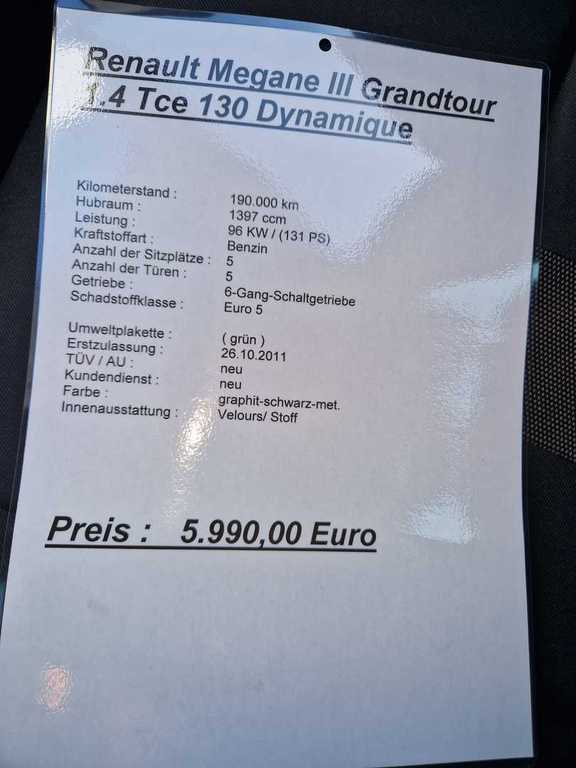 Renault Megane III Grandtour
1.4 Tce 130 Dynamique
Kilometerstand : 190.000 km
Hubraum : 1397 ccm
Leistung : 96 KW / (131 PS)
Kraftstoffart : Benzin
Anzahl der Sitzplätze : 5
Anzahl der Türen : 5
Getriebe : 6-Gang-Schaltgetriebe
Schadstoffklasse : Euro 5
Umweltplakette : ( grün )
Erstzulassung : 26.10.2011
TÜV / AU : neu
Kundendienst : neu
Farbe : graphit-schwarz-met.
Innenausstattung : Velours/ Stoff
Preis : 5.990,00 Euro